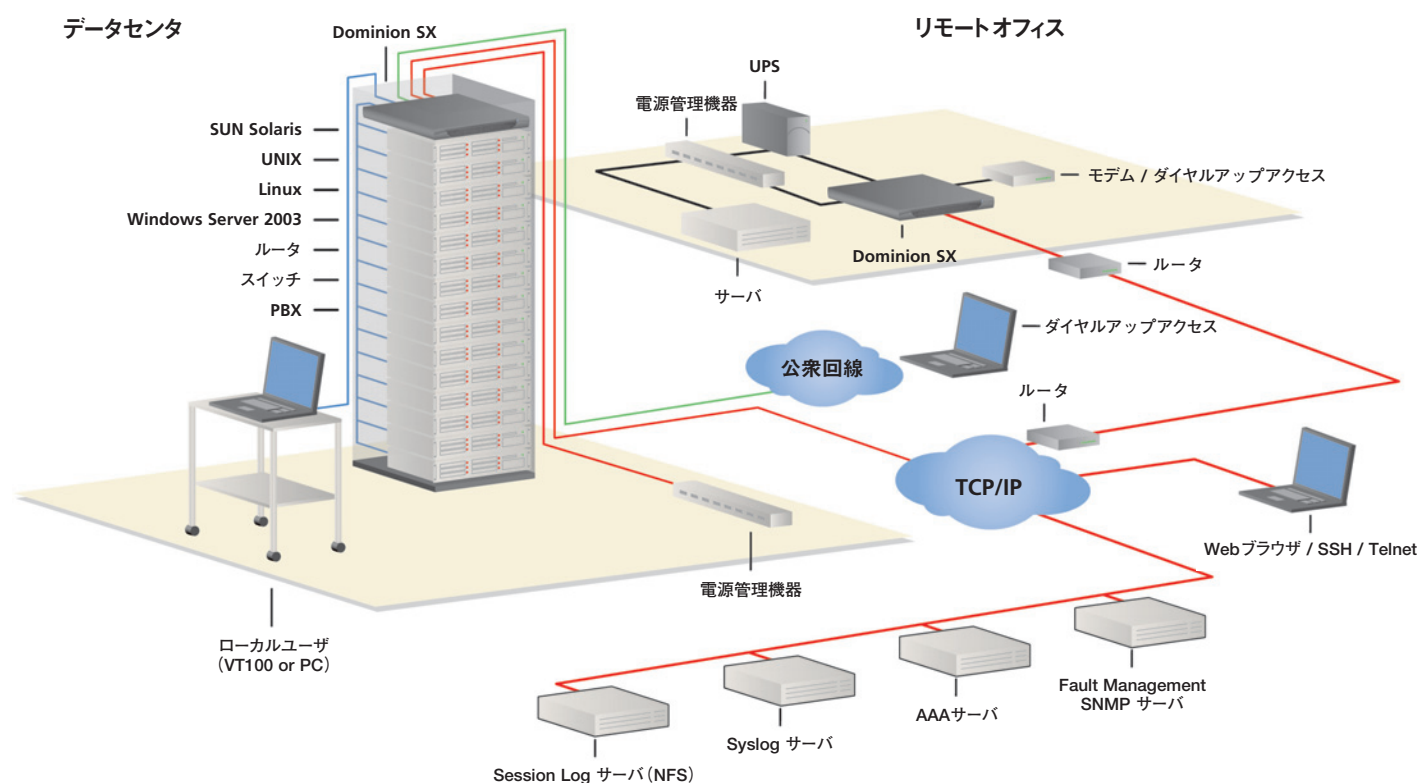 データセンタ
Dominion SX
リモートオフィス
UPS
電源管理機器
SUN Solaris
UNIX
Linux
Windows Server 2003
ルータ
スイッチ
PBX
モデム / ダイヤルアップアクセス
Dominion SX
サーバ
ルータ
ダイヤルアップアクセス
公衆回線
ルータ
TCP/IP
Webブラウザ / SSH / Telnet
電源管理機器
ローカルユーザ
（VT100 or PC）
Fault Management
SNMP サーバ
AAAサーバ
Syslog サーバ
Session Log サーバ（NFS）